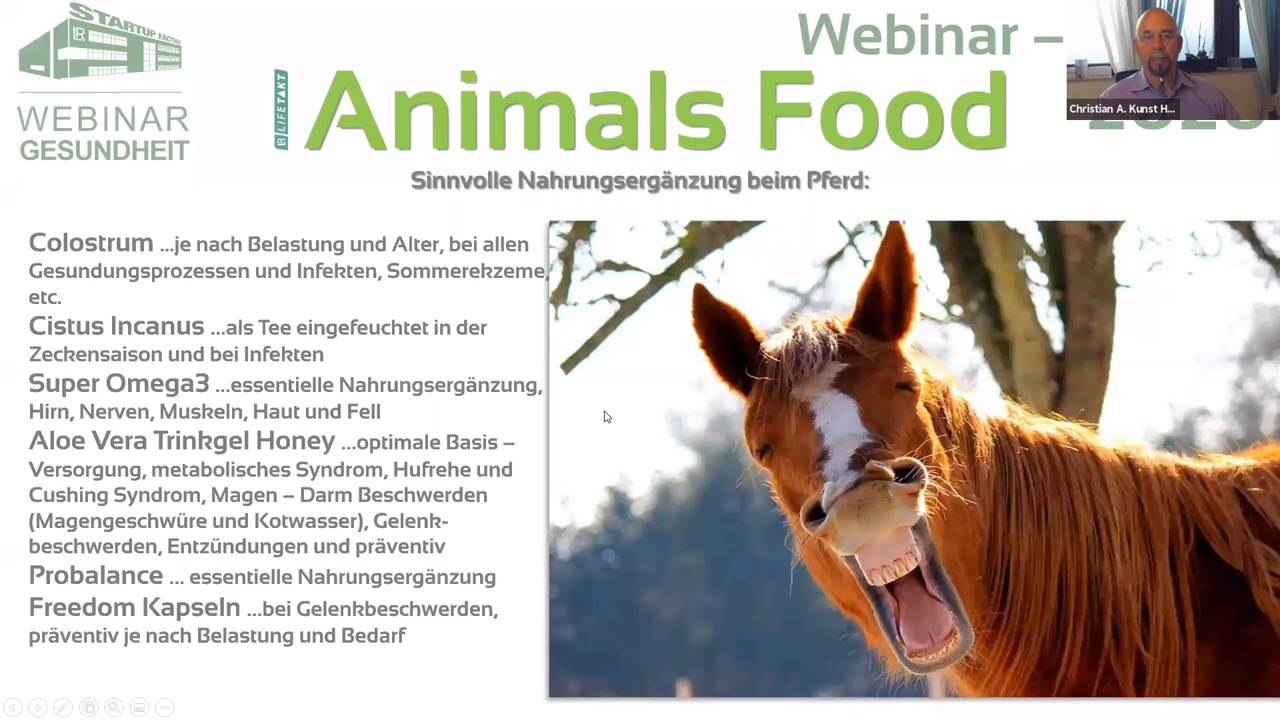 STARTUP FACTORY
LR
WEBINAR
GESUNDHEIT
Webinar –
LR LIFETAKT
Animals Food
Christian A. Kunst H...
Sinnvolle Nahrungsergänzung beim Pferd:
Colostrum ...je nach Belastung und Alter, bei allen
Gesundungsprozessen und Infekten, Sommerekzeme,
etc.
Cistus Incanus ...als Tee eingefeuchtet in der
Zeckensaison und bei Infekten
Super Omega3 ...essentielle Nahrungsergänzung,
Hirn, Nerven, Muskeln, Haut und Fell
Aloe Vera Trinkgel Honey ...optimale Basis –
Versorgung, metabolisches Syndrom, Hufrehe und
Cushing Syndrom, Magen – Darm Beschwerden
(Magengeschwüre und Kotwasser), Gelenk-
beschwerden, Entzündungen und präventiv
Probalance ... essentielle Nahrungsergänzung
Freedom Kapseln ...bei Gelenkbeschwerden,
präventiv je nach Belastung und Bedarf